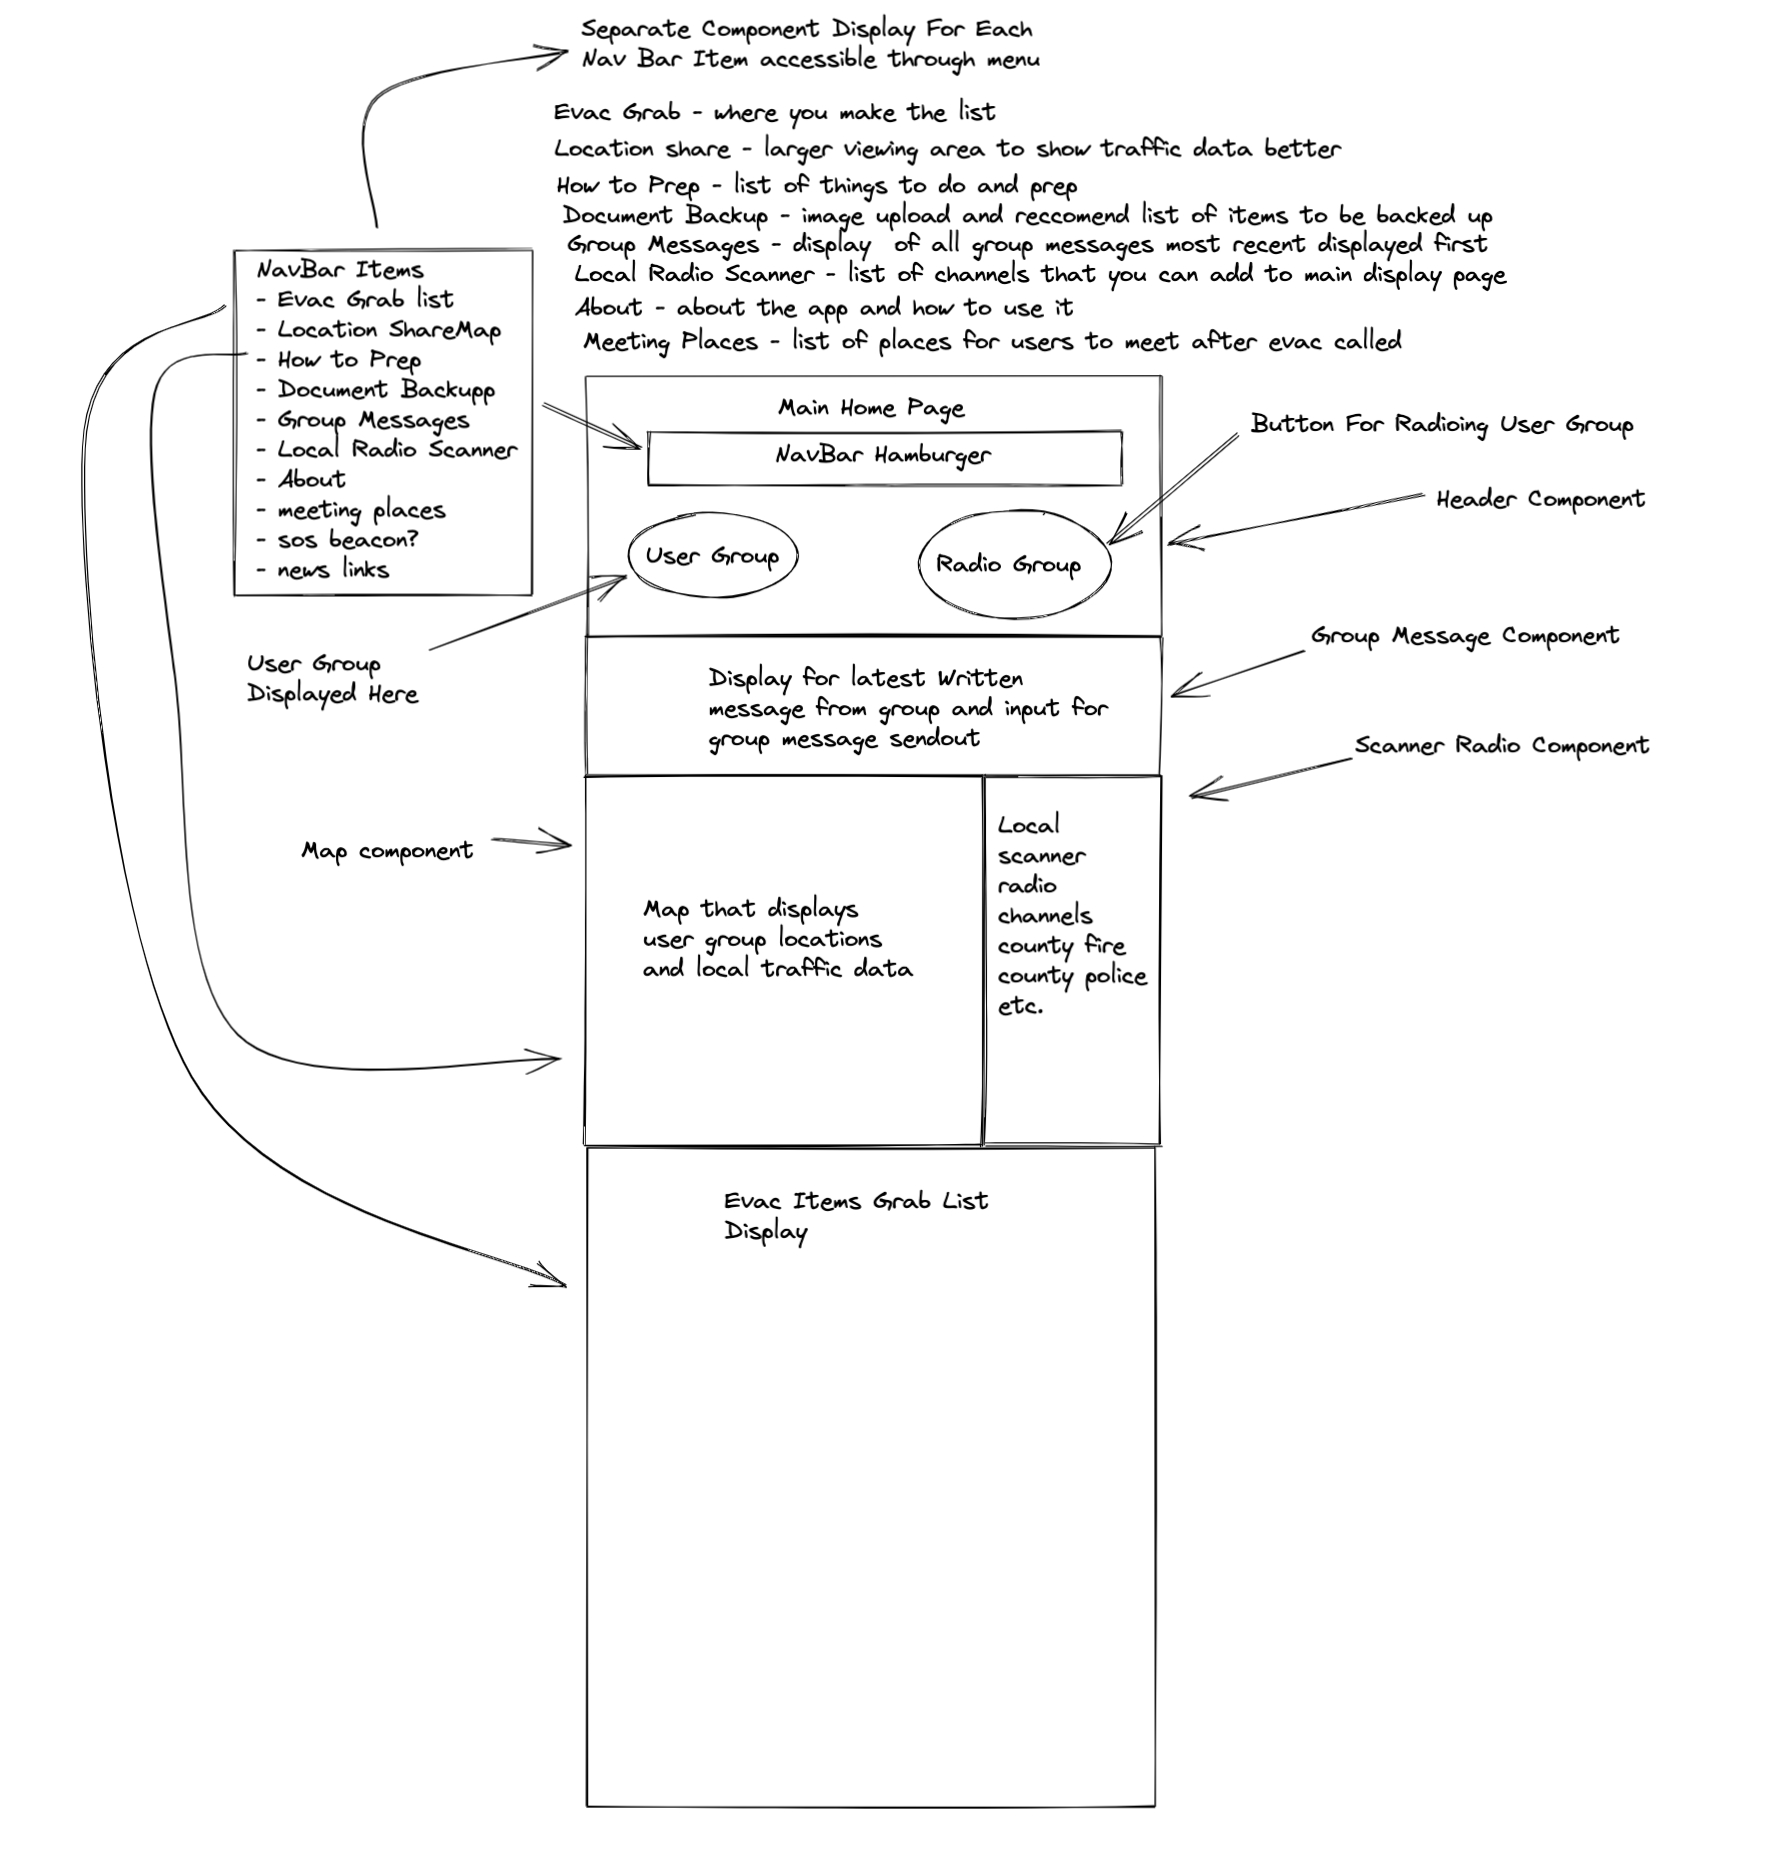 Separate Component Display For Each
Nav Bar Item accessible through menu
Evac Grab - where you make the list
Location share - larger viewing area to show traffic data better
How to Prep - list of things to do and prep
Document Backup - image upload and reccomend list of items to be backed up
Group Messages - display of all group messages most recent displayed first
Local Radio Scanner - list of channels that you can add to main display page
About - about the app and how to use it
Meeting Places - list of places for users to meet after evac called
NavBar Items
- Evac Grab list
- Location ShareMap
- How to Prep
- Document Backupp
- Group Messages
- Local Radio Scanner
- About
- meeting places
- sos beacon?
- news links
Main Home Page
NavBar Hamburger
User Group
Radio Group
Button For Radioing User Group
Header Component
User Group
Displayed Here
Group Message Component
Display for latest Written
message from group and input for
group message sendout
Scanner Radio Component
Map component
Map that displays
user group locations
and local traffic data
Local
scanner
radio
channels
county fire
county police
etc.
Evac Items Grab List
Display